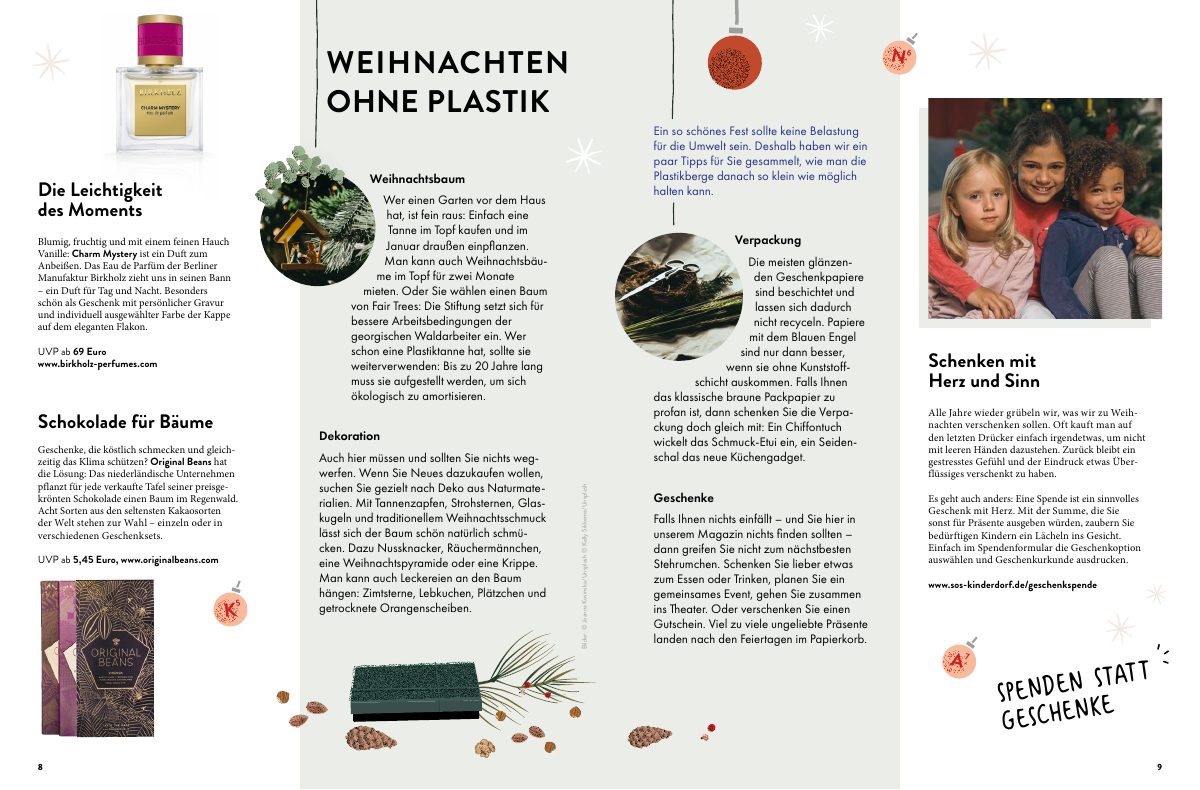 BIRKHOLZ
CHARM MYSTERY
eau de parfum
Die Leichtigkeit
des Moments
Blumig, fruchtig und mit einem feinen Hauch
Vanille: Charm Mystery ist ein Duft zum
Anbeißen. Das Eau de Parfüm der Berliner
Manufaktur Birkholz zieht uns in seinen Bann
– ein Duft für Tag und Nacht. Besonders
schön als Geschenk mit persönlicher Gravur
und individuell ausgewählter Farbe der Kappe
auf dem eleganten Flakon.
UVP ab 69 Euro
www.birkholz-perfumes.com
Schokolade für Bäume
Geschenke, die köstlich schmecken und gleich-
zeitig das Klima schützen? Original Beans hat
die Lösung: Das niederländische Unternehmen
pflanzt für jede verkaufte Tafel seiner preisge-
krönten Schokolade einen Baum im Regenwald.
Acht Sorten aus den seltensten Kakaosorten
der Welt stehen zur Wahl – einzeln oder in
verschiedenen Geschenksets.
UVP ab 5,45 Euro, www.originalbeans.com
K5
ORIGINAL
BEANS
8
WEIHNACHTEN
OHNE PLASTIK
Weihnachtsbaum
Wer einen Garten vor dem Haus
hat, ist fein raus: Einfach eine
Tanne im Topf kaufen und im
Januar draußen einpflanzen.
Man kann auch Weihnachtsbäu-
me im Topf für zwei Monate
mieten. Oder Sie wählen einen Baum
von Fair Trees: Die Stiftung setzt sich für
bessere Arbeitsbedingungen der
georgischen Waldarbeiter ein. Wer
schon eine Plastiktanne hat, sollte sie
weiterverwenden: Bis zu 20 Jahre lang
muss sie aufgestellt werden, um sich
ökologisch zu amortisieren.
Dekoration
Auch hier müssen und sollten Sie nichts weg-
werfen. Wenn Sie Neues dazukaufen wollen,
suchen Sie gezielt nach Deko aus Naturmate-
rialien. Mit Tannenzapfen, Strohsternen, Glas-
kugeln und traditionellem Weihnachtsschmuck
lässt sich der Baum schön natürlich schmü-
cken. Dazu Nussknacker, Räuchermännchen,
eine Weihnachtspyramide oder eine Krippe.
Man kann auch Leckereien an den Baum
hängen: Zimtsterne, Lebkuchen, Plätzchen und
getrocknete Orangenscheiben.
Ein so schönes Fest sollte keine Belastung
für die Umwelt sein. Deshalb haben wir ein
paar Tipps für Sie gesammelt, wie man die
Plastikberge danach so klein wie möglich
halten kann.
Verpackung
Die meisten glänzen-
den Geschenkpapiere
sind beschichtet und
lassen sich dadurch
nicht recyceln. Papiere
mit dem Blauen Engel
sind nur dann besser,
wenn sie ohne Kunststoff-
schicht auskommen. Falls Ihnen
das klassische braune Packpapier zu
profan ist, dann schenken Sie die Verpa-
ckung doch gleich mit: Ein Chiffontuch
wickelt das Schmuck-Etui ein, ein Seiden-
schal das neue Küchengadget.
Geschenke
Falls Ihnen nichts einfällt – und Sie hier in
unserem Magazin nichts finden sollten –
dann greifen Sie nicht zum nächstbesten
Stehrumchen. Schenken Sie lieber etwas
zum Essen oder Trinken, planen Sie ein
gemeinsames Event, gehen Sie zusammen
ins Theater. Oder verschenken Sie einen
Gutschein. Viel zu viele ungeliebte Präsente
landen nach den Feiertagen im Papierkorb.
N6
Schenken mit
Herz und Sinn
Alle Jahre wieder grübeln wir, was wir zu Weih-
nachten verschenken sollen. Oft kauft man auf
den letzten Drücker einfach irgendetwas, um nicht
mit leeren Händen dazustehen. Zurück bleibt ein
gestresstes Gefühl und der Eindruck etwas Über-
flüssiges verschenkt zu haben.
Es geht auch anders: Eine Spende ist ein sinnvolles
Geschenk mit Herz. Mit der Summe, die Sie
sonst für Präsente ausgeben würden, zaubern Sie
bedürftigen Kindern ein Lächeln ins Gesicht.
Einfach im Spendenformular die Geschenkoption
auswählen und Geschenkurkunde ausdrucken.
www.sos-kinderdorf.de/geschenkspende
A7
SPENDEN STATT
GESCHENKE
9